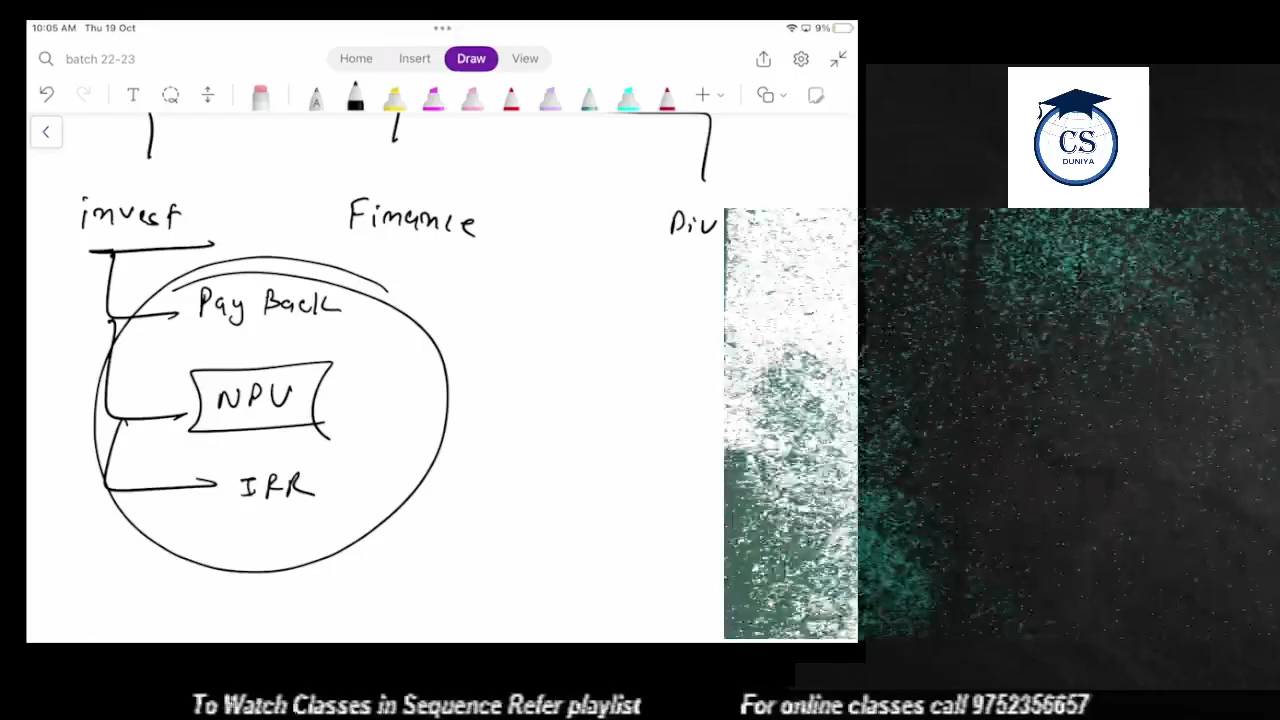 10:05 AM Thu 19 Oct
9%
batch 22-23
Home Insert Draw View
T
A
invest Finance Div
Pay Back
NPV
IRR
CS
DUNIYA
To Watch Classes in Sequence Refer playlist
For online classes call 9752356657